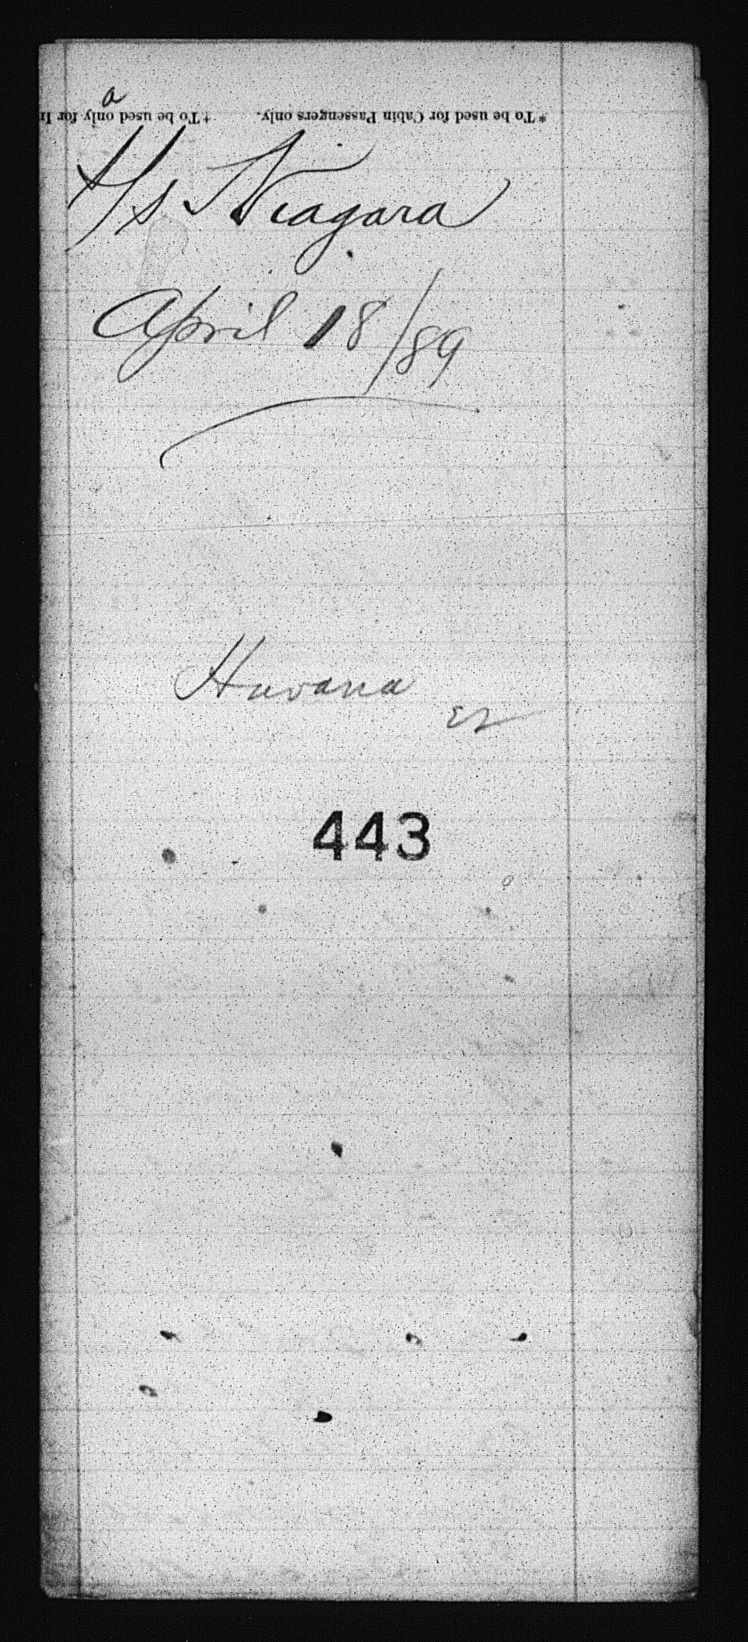 a
*To be used for Cabin Passengers only. †To be used only for
S/s Niagara
April 18/89
Havana
443